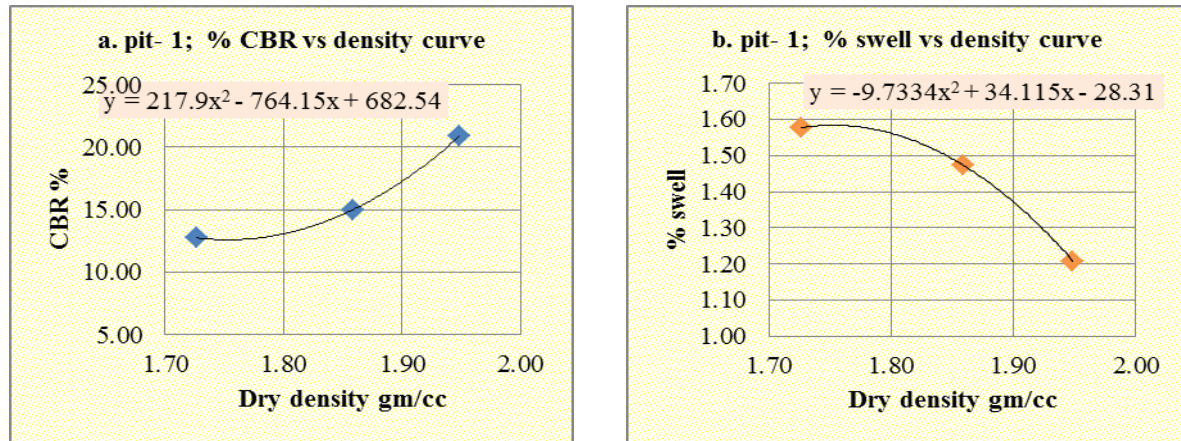 a. pit- 1;  % CBR vs density curve
y = 217.9x² - 764.15x + 682.54
25.00
20.00
15.00
10.00
5.00
CBR %
1.70 1.80 1.90 2.00
Dry density gm/cc
b. pit- 1;  % swell vs density curve
y = -9.7334x² + 34.115x - 28.31
1.70
1.60
1.50
1.40
1.30
1.20
1.10
1.00
% swell
1.70 1.80 1.90 2.00
Dry density gm/cc